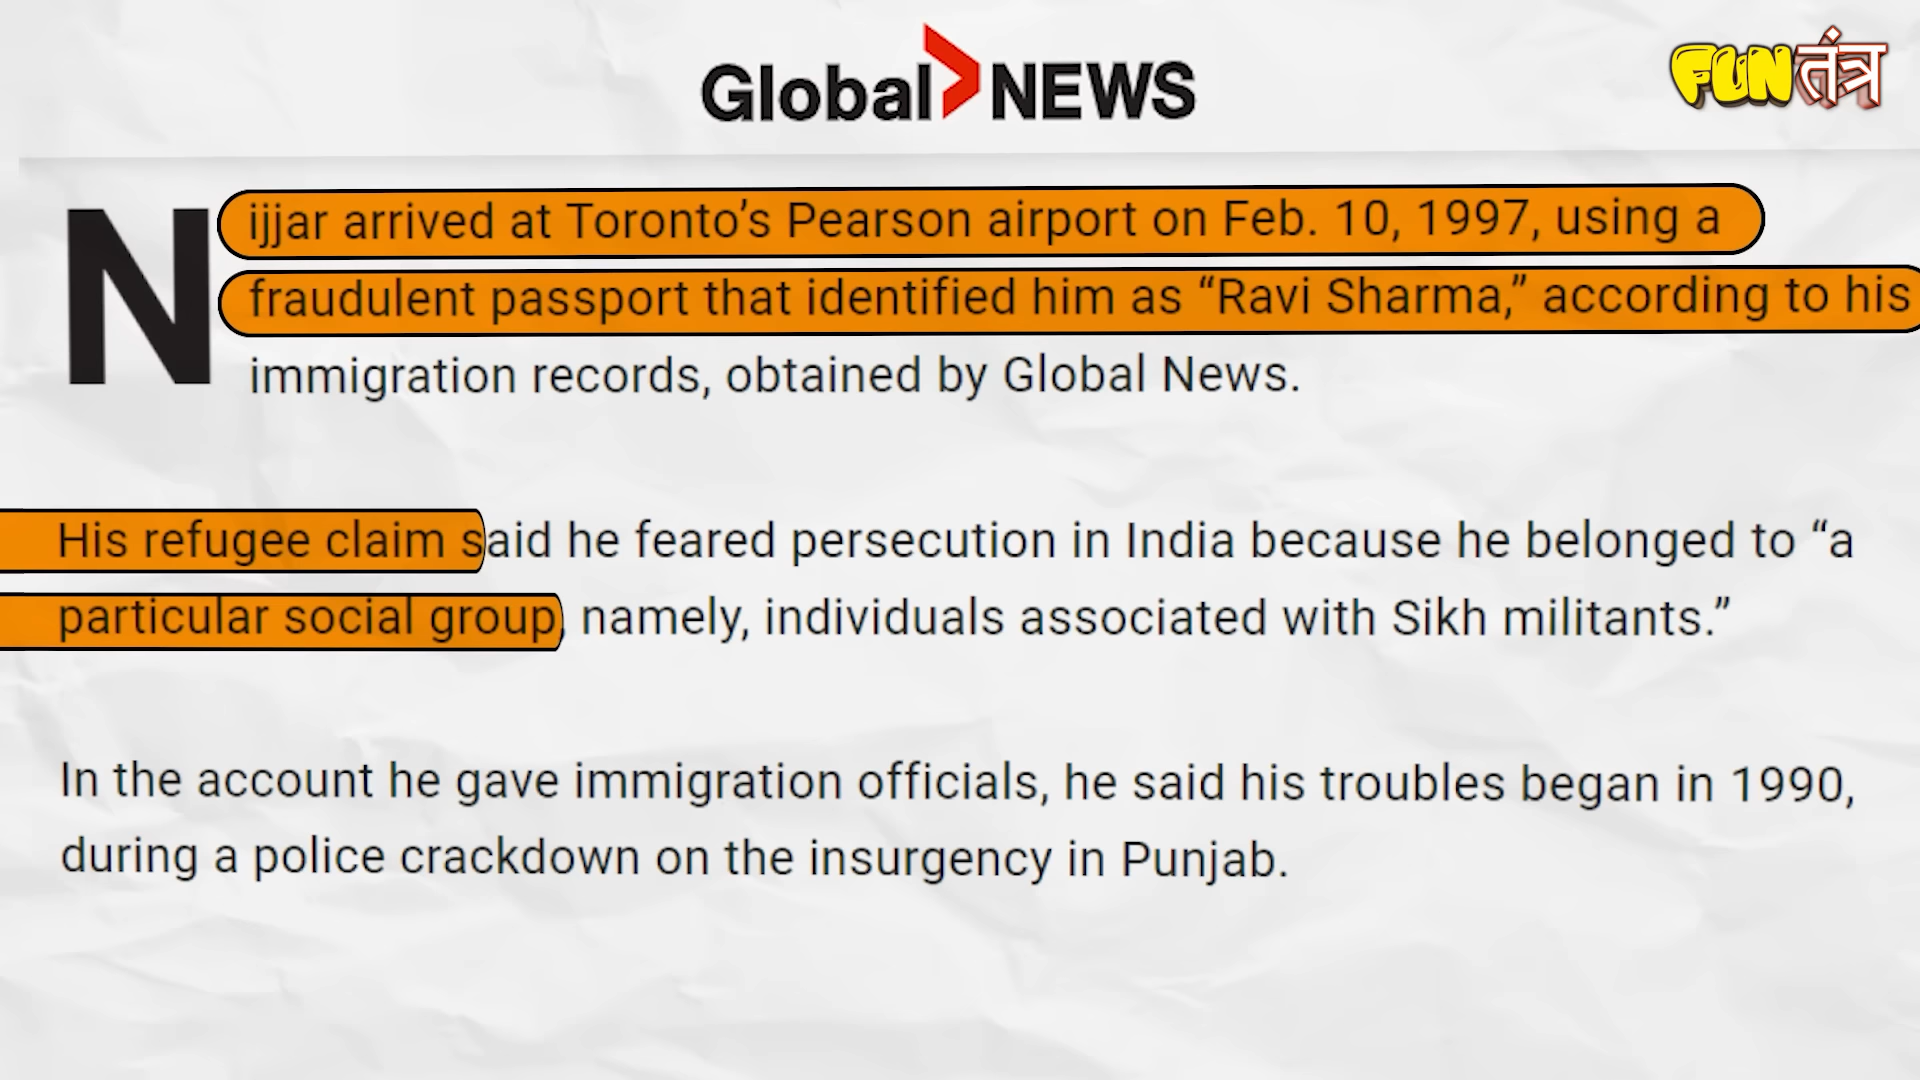 Global NEWS
FUNतंत्र
Nijjar arrived at Toronto’s Pearson airport on Feb. 10, 1997, using a
fraudulent passport that identified him as “Ravi Sharma,” according to his
immigration records, obtained by Global News.
His refugee claim said he feared persecution in India because he belonged to “a
particular social group, namely, individuals associated with Sikh militants.”
In the account he gave immigration officials, he said his troubles began in 1990,
during a police crackdown on the insurgency in Punjab.